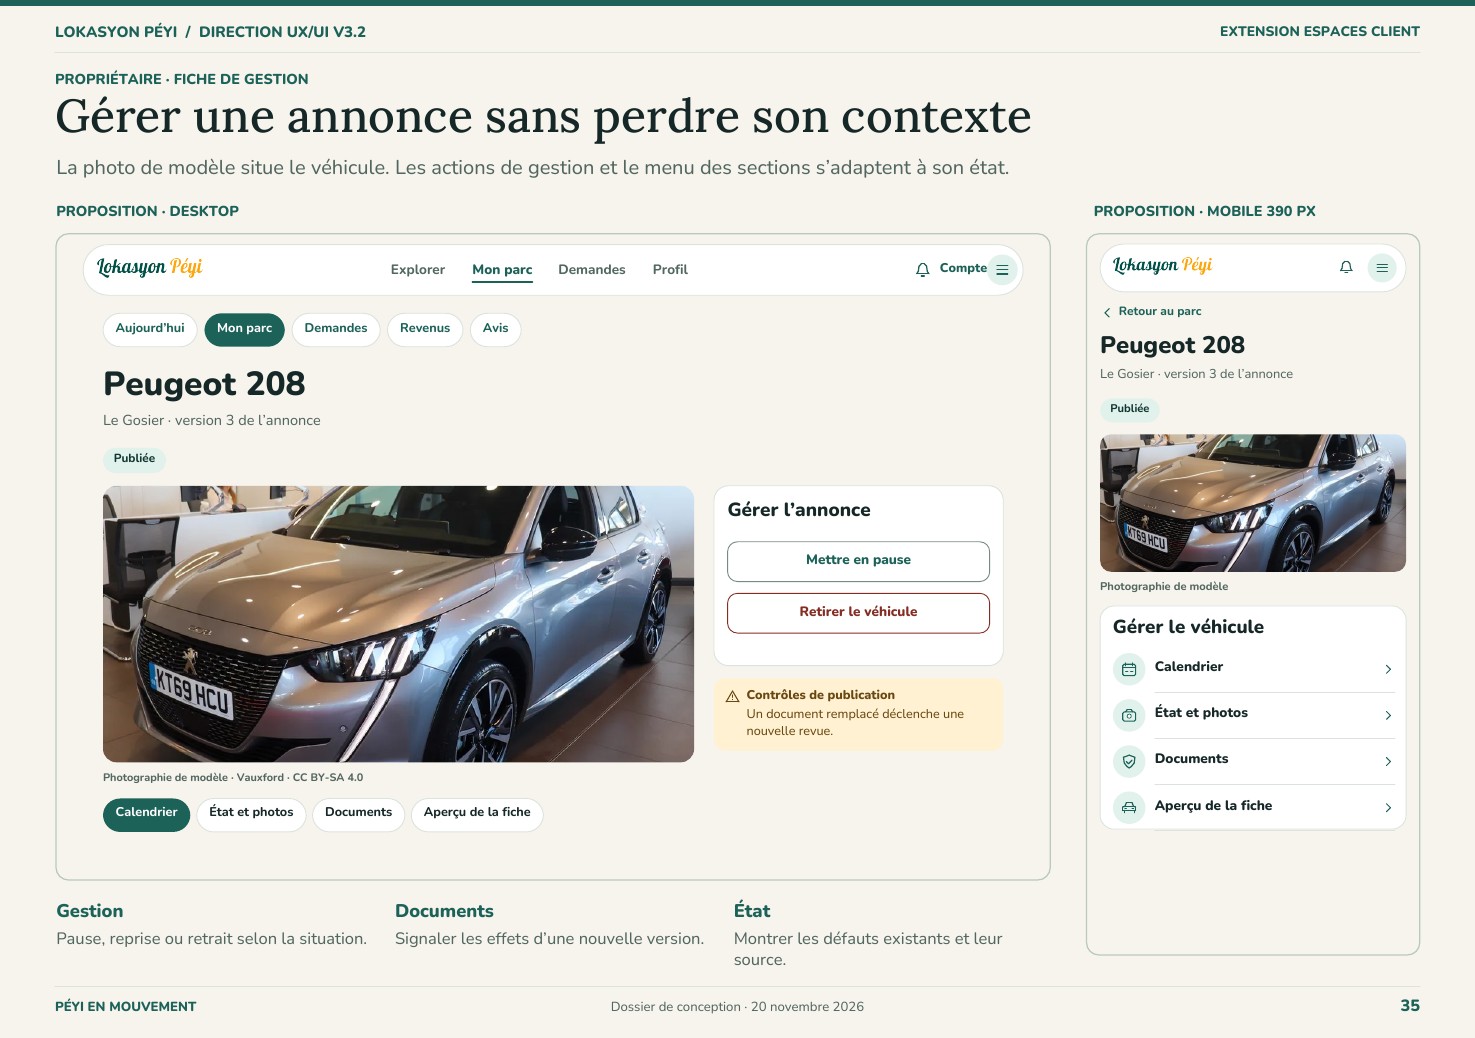 LOKASYON PÉYI / DIRECTION UX/UI V3.2
EXTENSION ESPACES CLIENT
PROPRIÉTAIRE · FICHE DE GESTION
Gérer une annonce sans perdre son contexte
La photo de modèle situe le véhicule. Les actions de gestion et le menu des sections s’adaptent à son état.
PROPOSITION · DESKTOP
Lokasyon Péyi
Explorer
Mon parc
Demandes
Profil
Compte
Aujourd’hui
Mon parc
Demandes
Revenus
Avis
Peugeot 208
Le Gosier · version 3 de l’annonce
Publiée
KT69 HCU
Gérer l’annonce
Mettre en pause
Retirer le véhicule
Contrôles de publication
Un document remplacé déclenche une
nouvelle revue.
Photographie de modèle · Vauxford · CC BY-SA 4.0
Calendrier
État et photos
Documents
Aperçu de la fiche
PROPOSITION · MOBILE 390 PX
Lokasyon Péyi
Retour au parc
Peugeot 208
Le Gosier · version 3 de l’annonce
Publiée
KT69 HCU
Photographie de modèle
Gérer le véhicule
Calendrier
État et photos
Documents
Aperçu de la fiche
Gestion
Pause, reprise ou retrait selon la situation.
Documents
Signaler les effets d’une nouvelle version.
État
Montrer les défauts existants et leur
source.
PÉYI EN MOUVEMENT
Dossier de conception · 20 novembre 2026
35